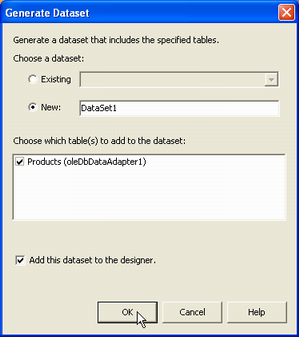 Generate Dataset
Generate a dataset that includes the specified tables.
Choose a dataset:
Existing
New:
DataSet1
Choose which table(s) to add to the dataset:
Products (oleDbDataAdapter1)
Add this dataset to the designer.
OK
Cancel
Help